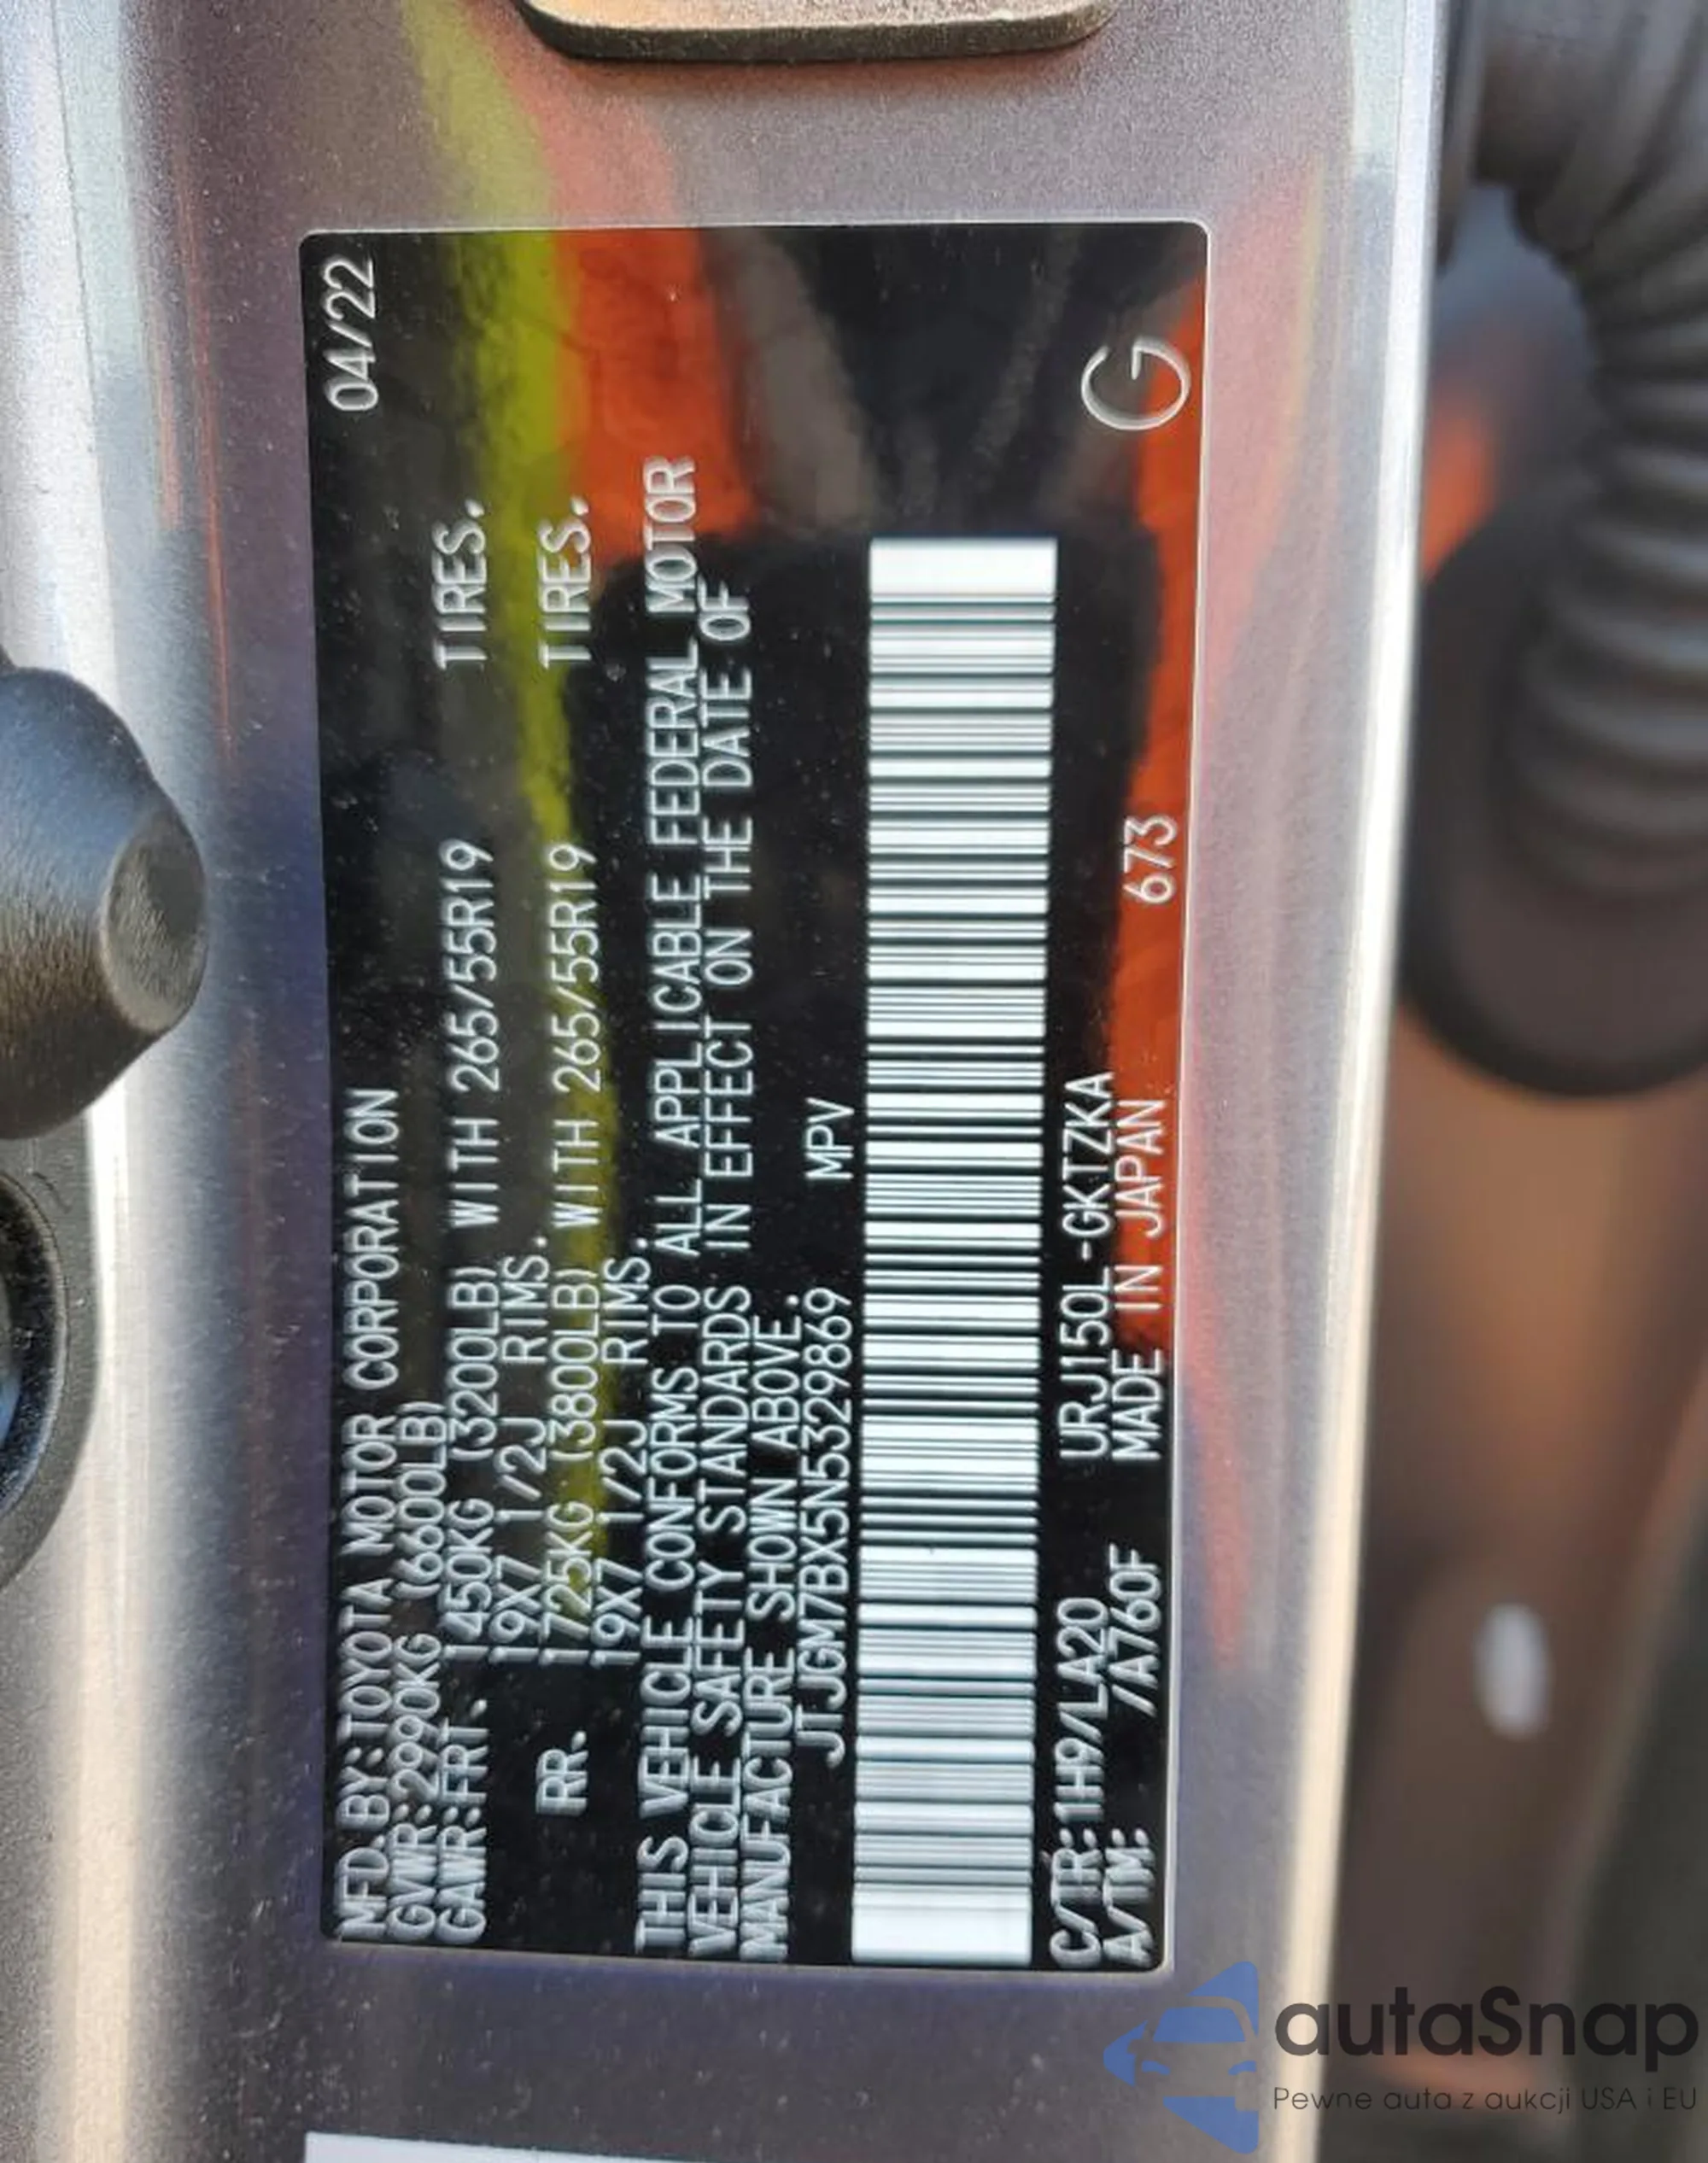 MFD.BY:TOYOTA MOTOR CORPORATION 04/22
GVWR:2990KG (6600LB)
GAWR:FRT. 1450KG (3200LB) WITH 265/55R19 TIRES.
19X7 1/2J RIMS.
RR. 1725KG (3800LB) WITH 265/55R19 TIRES.
19X7 1/2J RIMS.
THIS VEHICLE CONFORMS TO ALL APPLICABLE FEDERAL MOTOR
VEHICLE SAFETY STANDARDS IN EFFECT ON THE DATE OF
MANUFACTURE SHOWN ABOVE.
JTJGM7BX5N5329869 MPV
C/TR:1H9/LA20 URJ150L-GKTZKA
A/TM: /A760F MADE IN JAPAN 673
G
autaSnap
Pewne auta z aukcji USA i EU